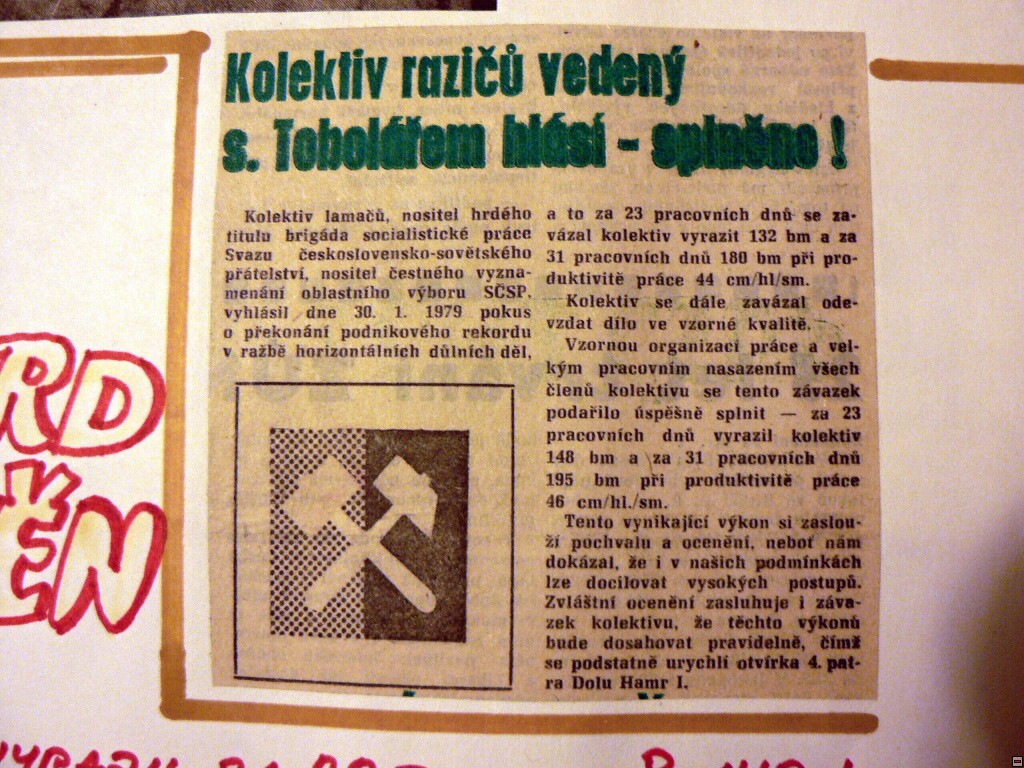 Kolektiv razičů vedený
s. Tobolářem hlásí - splněno !
Kolektiv lamačů, nositel hrdého
titulu brigáda socialistické práce
Svazu československo-sovětského
přátelství, nositel čestného vyzna-
menání oblastního výboru SČSP,
vyhlásil dne 30. 1. 1979 pokus
o překonání podnikového rekordu
v ražbě horizontálních důlních děl,
a to za 23 pracovních dnů se za-
vázal kolektiv vyrazit 132 bm a za
31 pracovních dnů 180 bm při pro-
duktivitě práce 44 cm/hl/sm.
Kolektiv se dále zavázal ode-
vzdat dílo ve vzorné kvalitě.
Vzornou organizací práce a vel-
kým pracovním nasazením všech
členů kolektivu se tento závazek
podařilo úspěšně splnit — za 23
pracovních dnů vyrazil kolektiv
148 bm a za 31 pracovních dnů
195 bm při produktivitě práce
46 cm/hl./sm.
Tento vynikající výkon si zaslou-
ží pochvalu a ocenění, neboť nám
dokázal, že i v našich podmínkách
lze docilovat vysokých postupů.
Zvláštní ocenění zasluhuje i záva-
zek kolektivu, že těchto výkonů
bude dosahovat pravidelně, čímž
se podstatně urychlí otvírka 4. pat-
ra Dolu Hamr I.
RD
ĚN